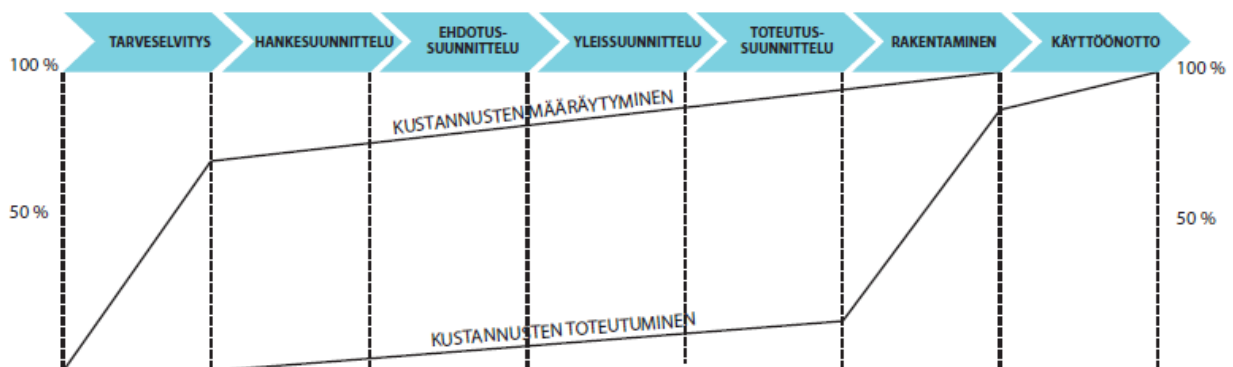 TARVESELVITYS
HANKESUUNNITTELU
EHDOTUS-
SUUNNITTELU
YLEISSUUNNITTELU
TOTEUTUS-
SUUNNITTELU
RAKENTAMINEN
KÄYTTÖÖNOTTO
100 %
100 %
KUSTANNUSTEN MÄÄRÄYTYMINEN
50 %
50 %
KUSTANNUSTEN TOTEUTUMINEN